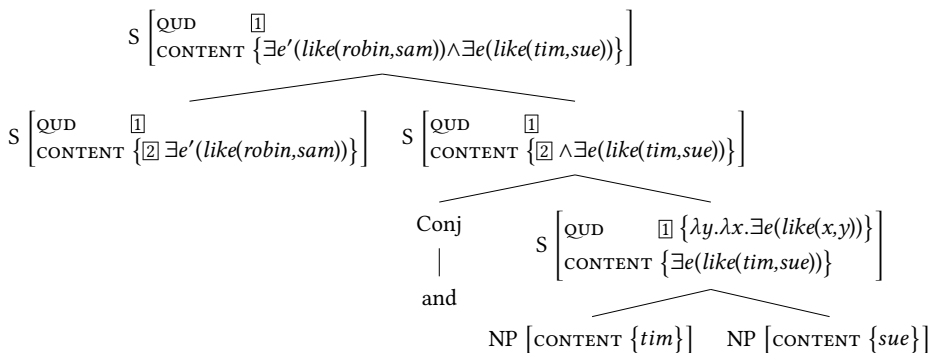 S [QUD [1]
CONTENT {∃e′(like(robin,sam))∧∃e(like(tim,sue))}]
S [QUD [1]
CONTENT {[2] ∃e′(like(robin,sam))}]
S [QUD [1]
CONTENT {[2] ∧∃e(like(tim,sue))}]
Conj
S [QUD [1] {λy.λx.∃e(like(x,y))}
CONTENT {∃e(like(tim,sue))}]
and
NP [CONTENT {tim}] NP [CONTENT {sue}]